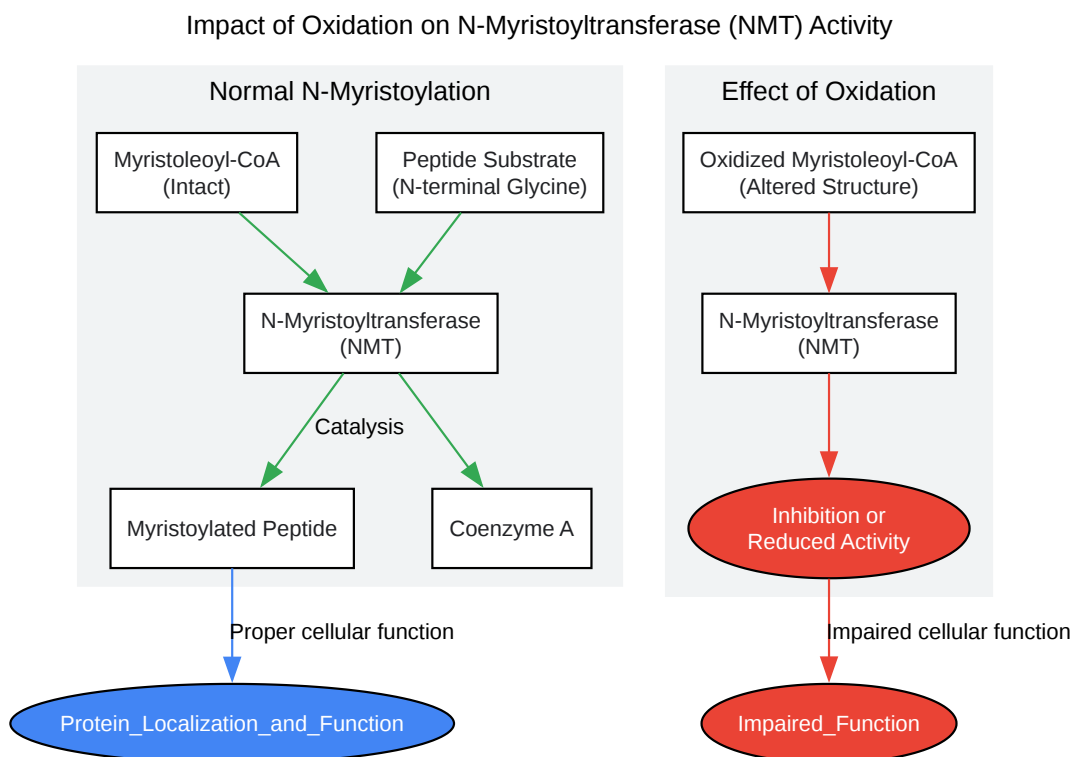 Impact of Oxidation on N-Myristoyltransferase (NMT) Activity
Normal N-Myristoylation
Myristoleoyl-CoA
(Intact)
Peptide Substrate
(N-terminal Glycine)
N-Myristoyltransferase
(NMT)
Catalysis
Myristoylated Peptide
Coenzyme A
Proper cellular function
Protein_Localization_and_Function
Effect of Oxidation
Oxidized Myristoleoyl-CoA
(Altered Structure)
N-Myristoyltransferase
(NMT)
Inhibition or
Reduced Activity
Impaired cellular function
Impaired_Function